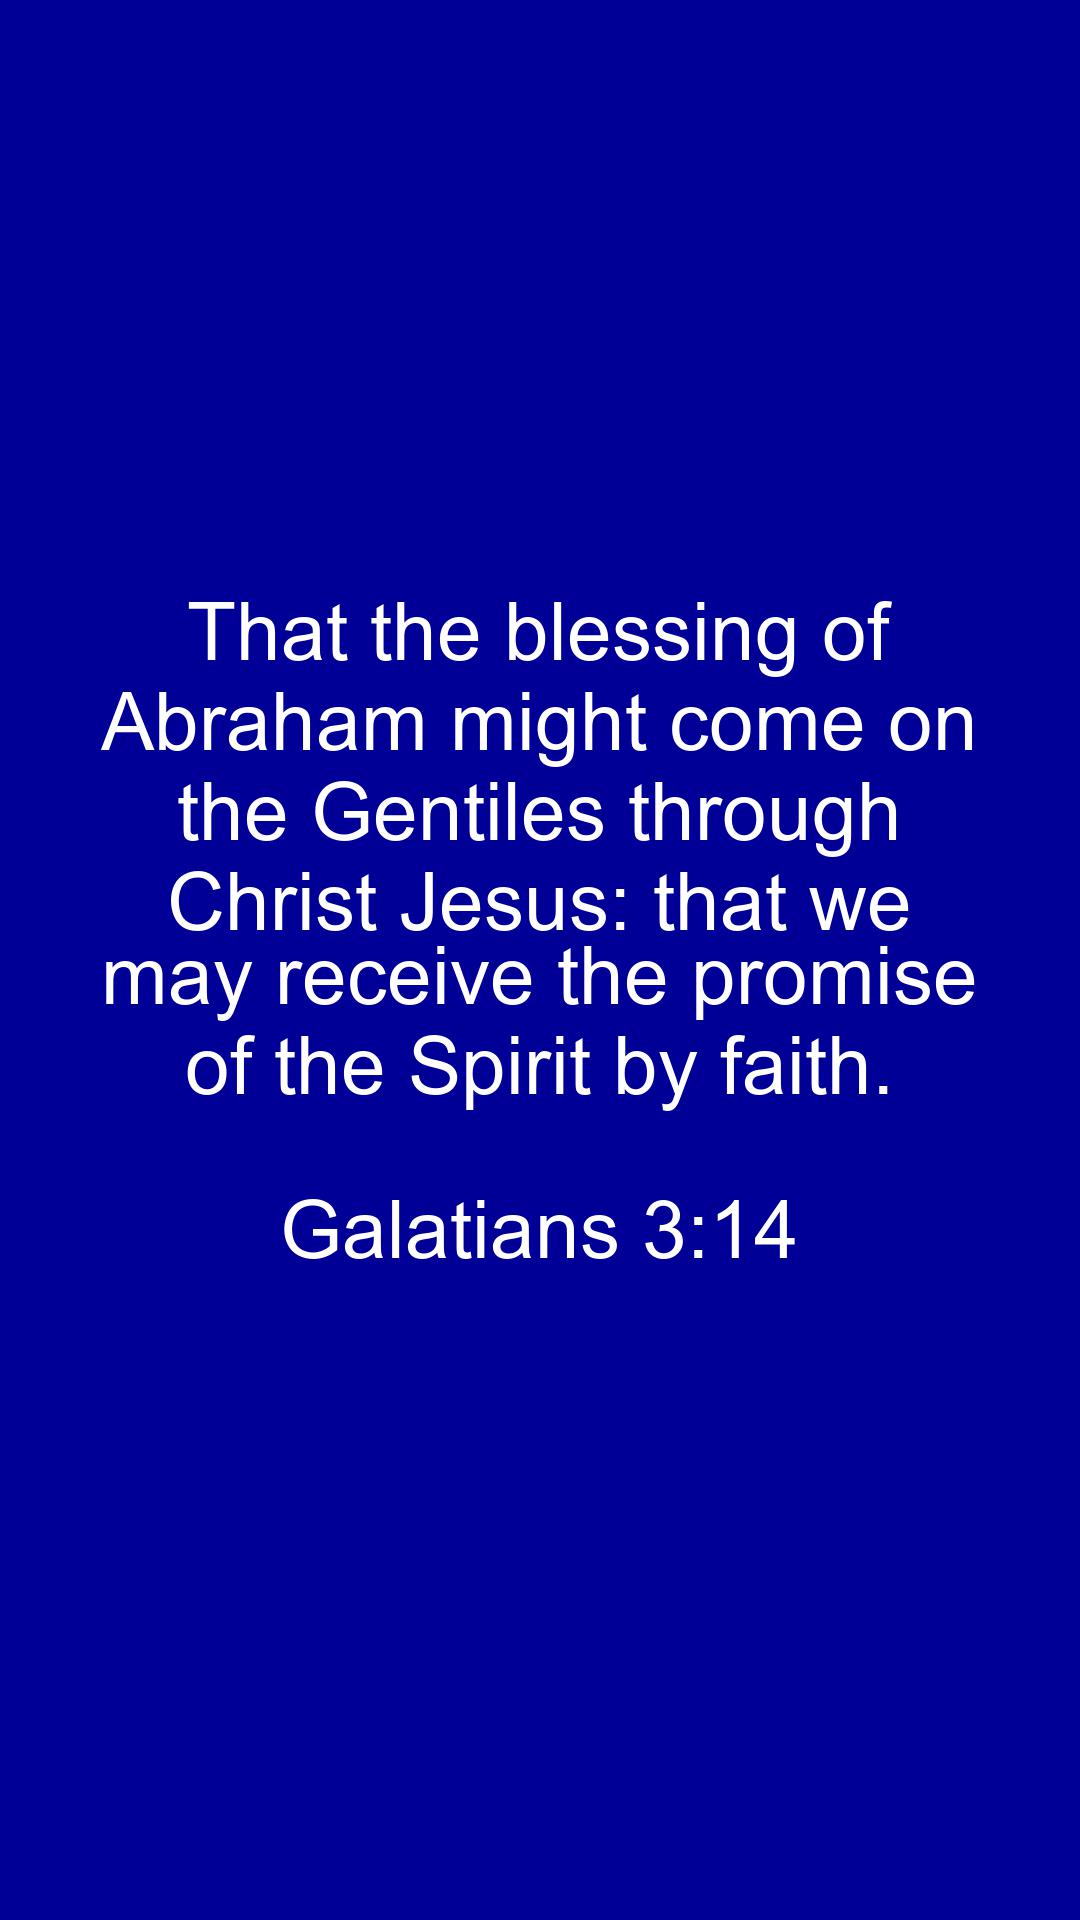 That the blessing of
Abraham might come on
the Gentiles through
Christ Jesus: that we
may receive the promise
of the Spirit by faith.
Galatians 3:14